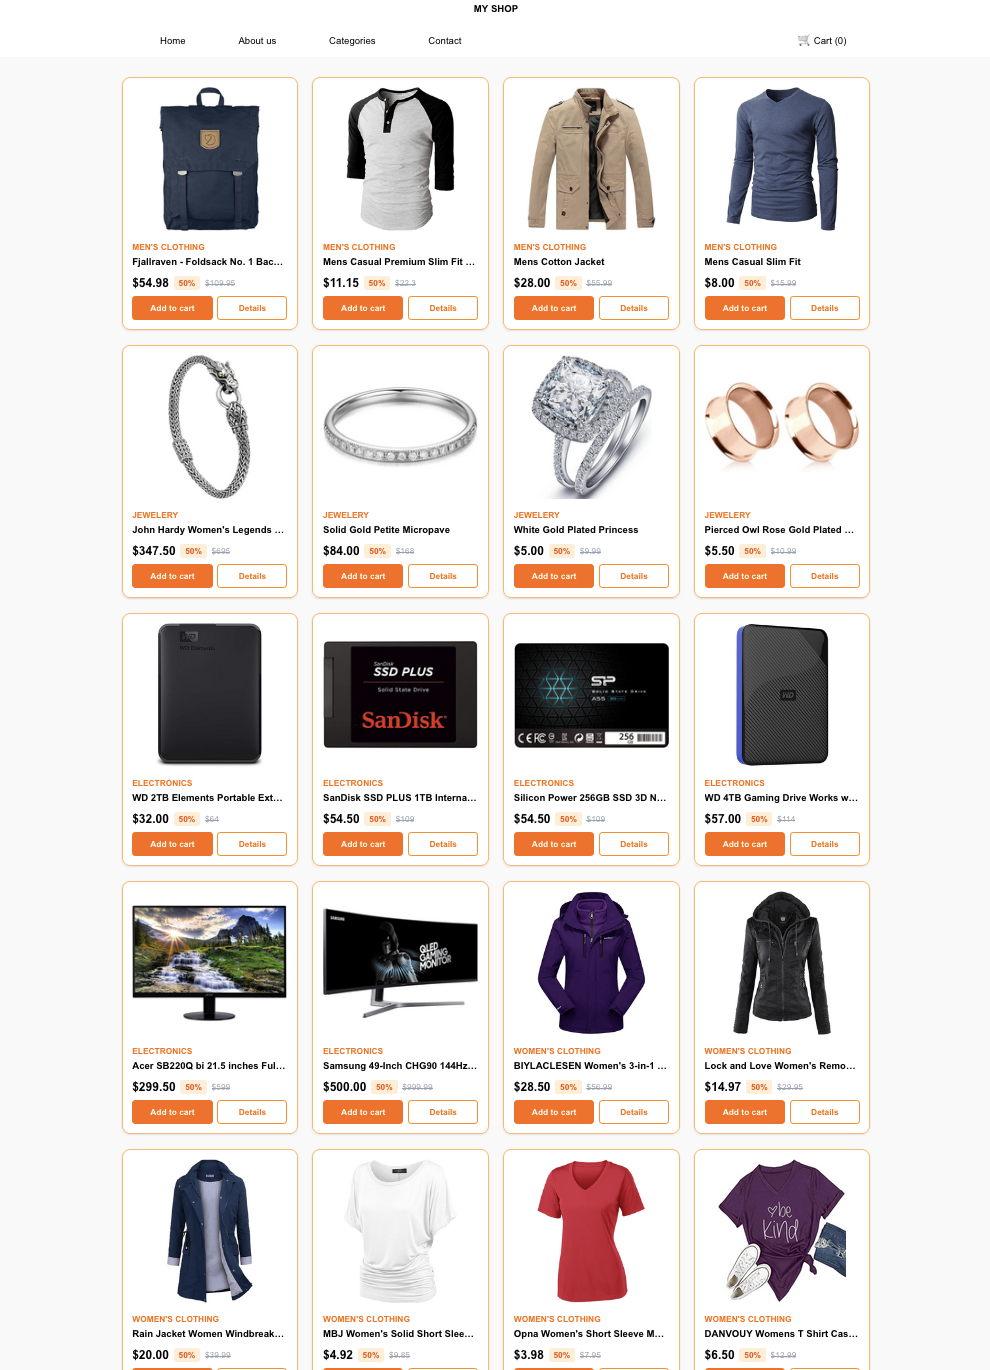 MY SHOP
Home About us Categories Contact 🛒 Cart (0)
MEN'S CLOTHING
Fjallraven - Foldsack No. 1 Bac...
$54.98 50% $109.95
Add to cart Details
MEN'S CLOTHING
Mens Casual Premium Slim Fit ...
$11.15 50% $22.3
Add to cart Details
MEN'S CLOTHING
Mens Cotton Jacket
$28.00 50% $55.99
Add to cart Details
MEN'S CLOTHING
Mens Casual Slim Fit
$8.00 50% $15.99
Add to cart Details
JEWELERY
John Hardy Women's Legends ...
$347.50 50% $695
Add to cart Details
JEWELERY
Solid Gold Petite Micropave
$84.00 50% $168
Add to cart Details
JEWELERY
White Gold Plated Princess
$5.00 50% $9.99
Add to cart Details
JEWELERY
Pierced Owl Rose Gold Plated ...
$5.50 50% $10.99
Add to cart Details
WD
ELECTRONICS
WD 2TB Elements Portable Ext...
$32.00 50% $64
Add to cart Details
SanDisk
SSD PLUS
Solid State Drive
SanDisk
ELECTRONICS
SanDisk SSD PLUS 1TB Interna...
$54.50 50% $109
Add to cart Details
SP
SOLID STATE DRIVE
A55
256
ELECTRONICS
Silicon Power 256GB SSD 3D N...
$54.50 50% $109
Add to cart Details
WD
ELECTRONICS
WD 4TB Gaming Drive Works w...
$57.00 50% $114
Add to cart Details
ELECTRONICS
Acer SB220Q bi 21.5 inches Ful...
$299.50 50% $599
Add to cart Details
SAMSUNG
QLED
GAMING
MONITOR
ELECTRONICS
Samsung 49-Inch CHG90 144Hz...
$500.00 50% $999.99
Add to cart Details
WOMEN'S CLOTHING
BIYLACLESEN Women's 3-in-1 ...
$28.50 50% $56.99
Add to cart Details
WOMEN'S CLOTHING
Lock and Love Women's Remo...
$14.97 50% $29.95
Add to cart Details
WOMEN'S CLOTHING
Rain Jacket Women Windbreak...
$20.00 50% $39.99
WOMEN'S CLOTHING
MBJ Women's Solid Short Slee...
$4.92 50% $9.85
WOMEN'S CLOTHING
Opna Women's Short Sleeve M...
$3.98 50% $7.95
be
kind
WOMEN'S CLOTHING
DANVOUY Womens T Shirt Cas...
$6.50 50% $12.99